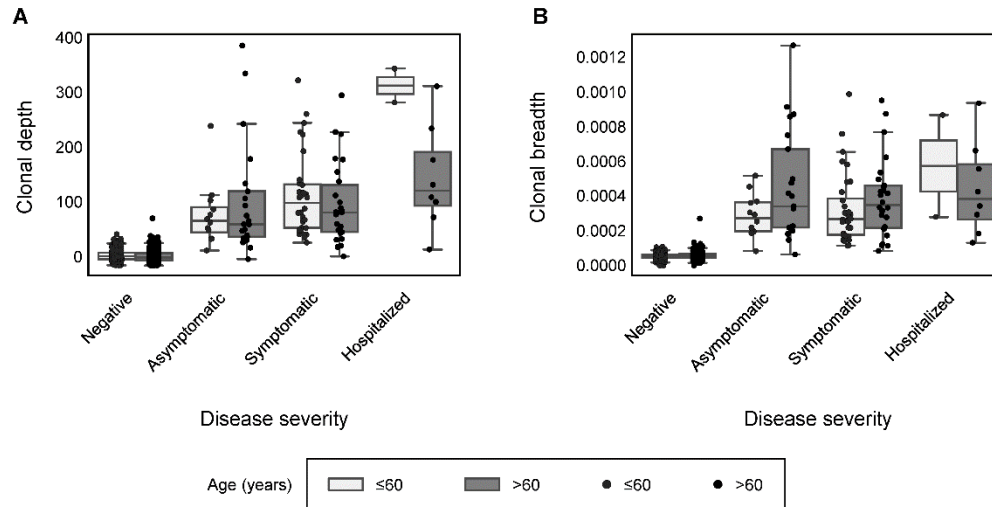 A
Clonal depth
400
300
200
100
0
Negative
Asymptomatic
Symptomatic
Hospitalized
Disease severity
B
Clonal breadth
0.0012
0.0010
0.0008
0.0006
0.0004
0.0002
0.0000
Negative
Asymptomatic
Symptomatic
Hospitalized
Disease severity
Age (years) ≤60 >60 ≤60 >60